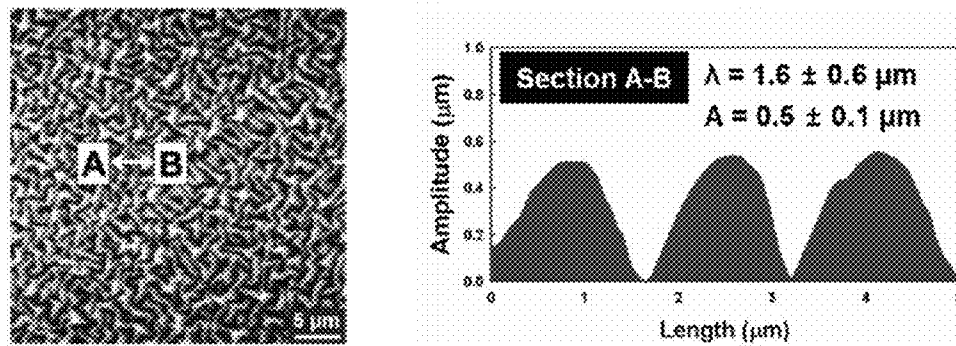 A B
5 μm
Section A-B
λ = 1.6 ± 0.6 μm
A = 0.5 ± 0.1 μm
Amplitude (μm)
1.0
0.8
0.6
0.4
0.2
0.0
0 1 2 3 4 5
Length (μm)